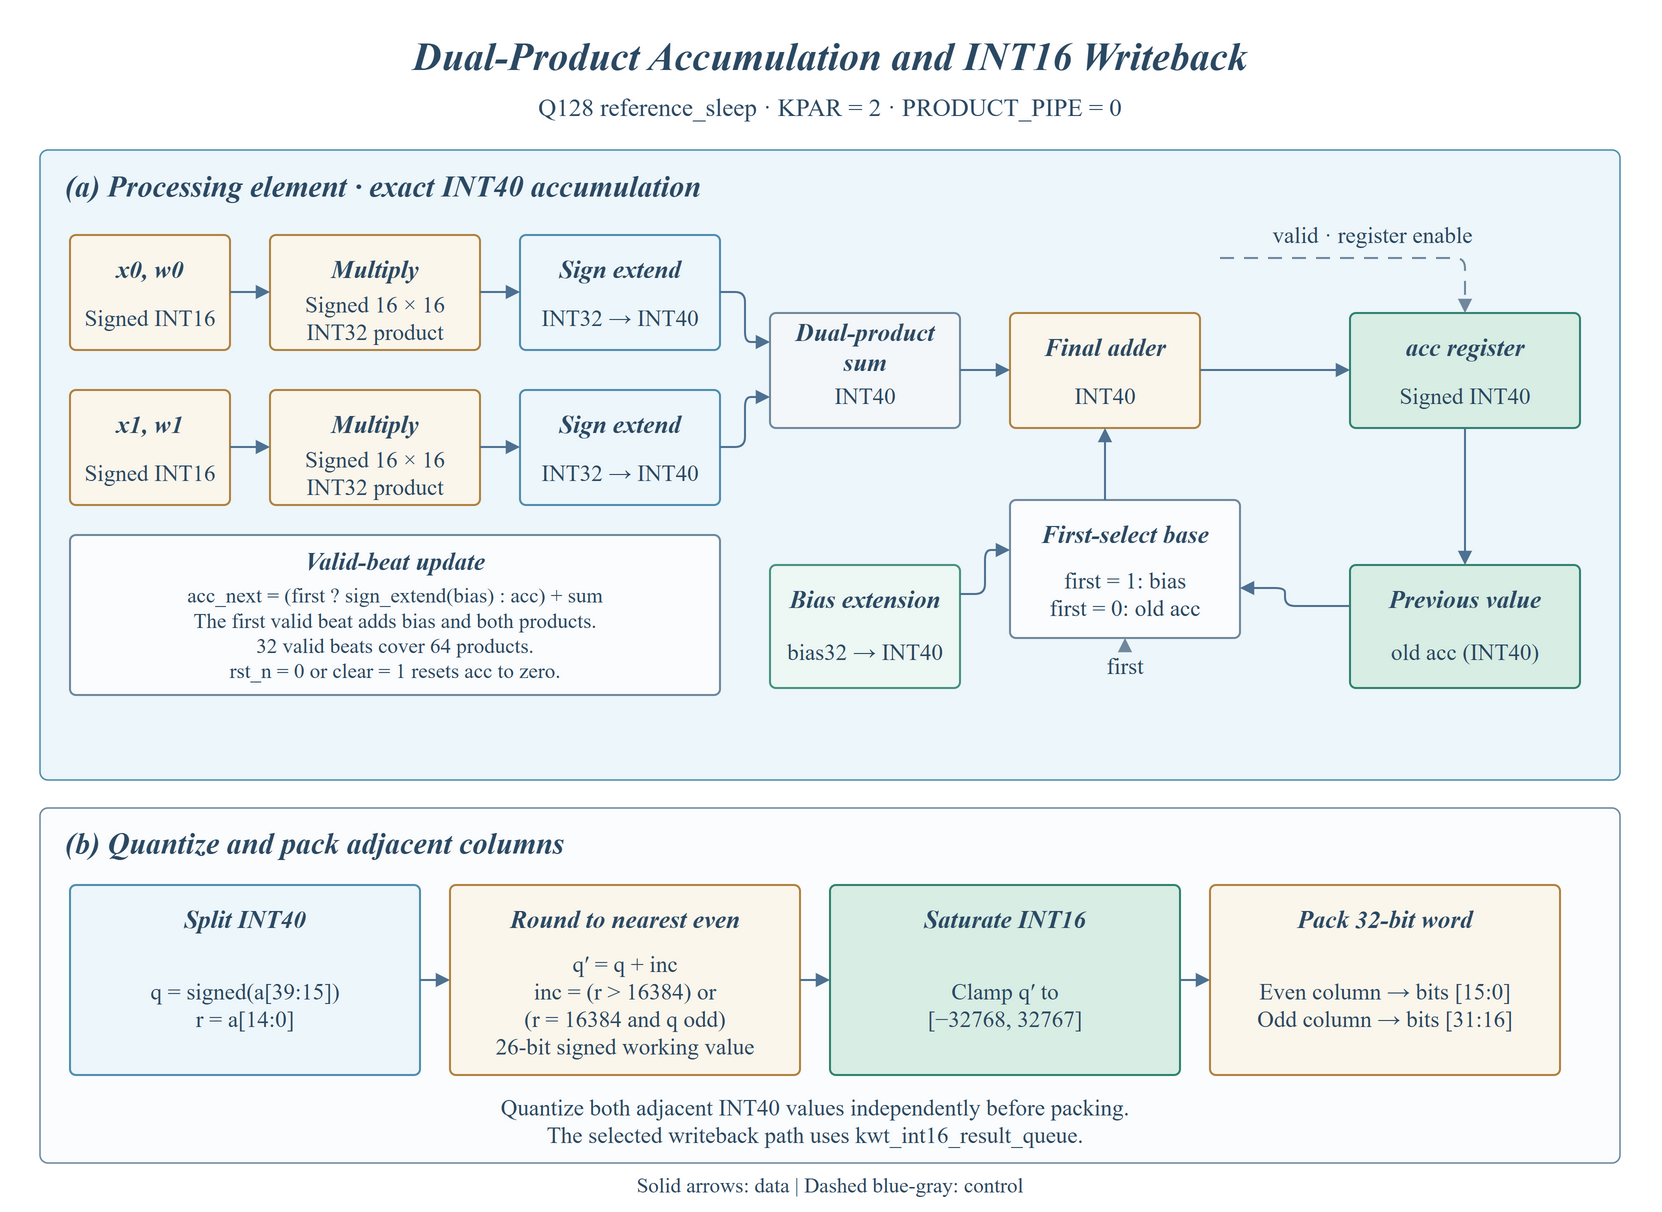 Dual-Product Accumulation and INT16 Writeback
Q128 reference_sleep · KPAR = 2 · PRODUCT_PIPE = 0
(a) Processing element · exact INT40 accumulation
valid · register enable
x0, w0
Signed INT16
Multiply
Signed 16 × 16
INT32 product
Sign extend
INT32 → INT40
x1, w1
Signed INT16
Multiply
Signed 16 × 16
INT32 product
Sign extend
INT32 → INT40
Dual-product
sum
INT40
Final adder
INT40
acc register
Signed INT40
Valid-beat update
acc_next = (first ? sign_extend(bias) : acc) + sum
The first valid beat adds bias and both products.
32 valid beats cover 64 products.
rst_n = 0 or clear = 1 resets acc to zero.
Bias extension
bias32 → INT40
First-select base
first = 1: bias
first = 0: old acc
first
Previous value
old acc (INT40)
(b) Quantize and pack adjacent columns
Split INT40
q = signed(a[39:15])
r = a[14:0]
Round to nearest even
q′ = q + inc
inc = (r > 16384) or
(r = 16384 and q odd)
26-bit signed working value
Saturate INT16
Clamp q′ to
[−32768, 32767]
Pack 32-bit word
Even column → bits [15:0]
Odd column → bits [31:16]
Quantize both adjacent INT40 values independently before packing.
The selected writeback path uses kwt_int16_result_queue.
Solid arrows: data | Dashed blue-gray: control